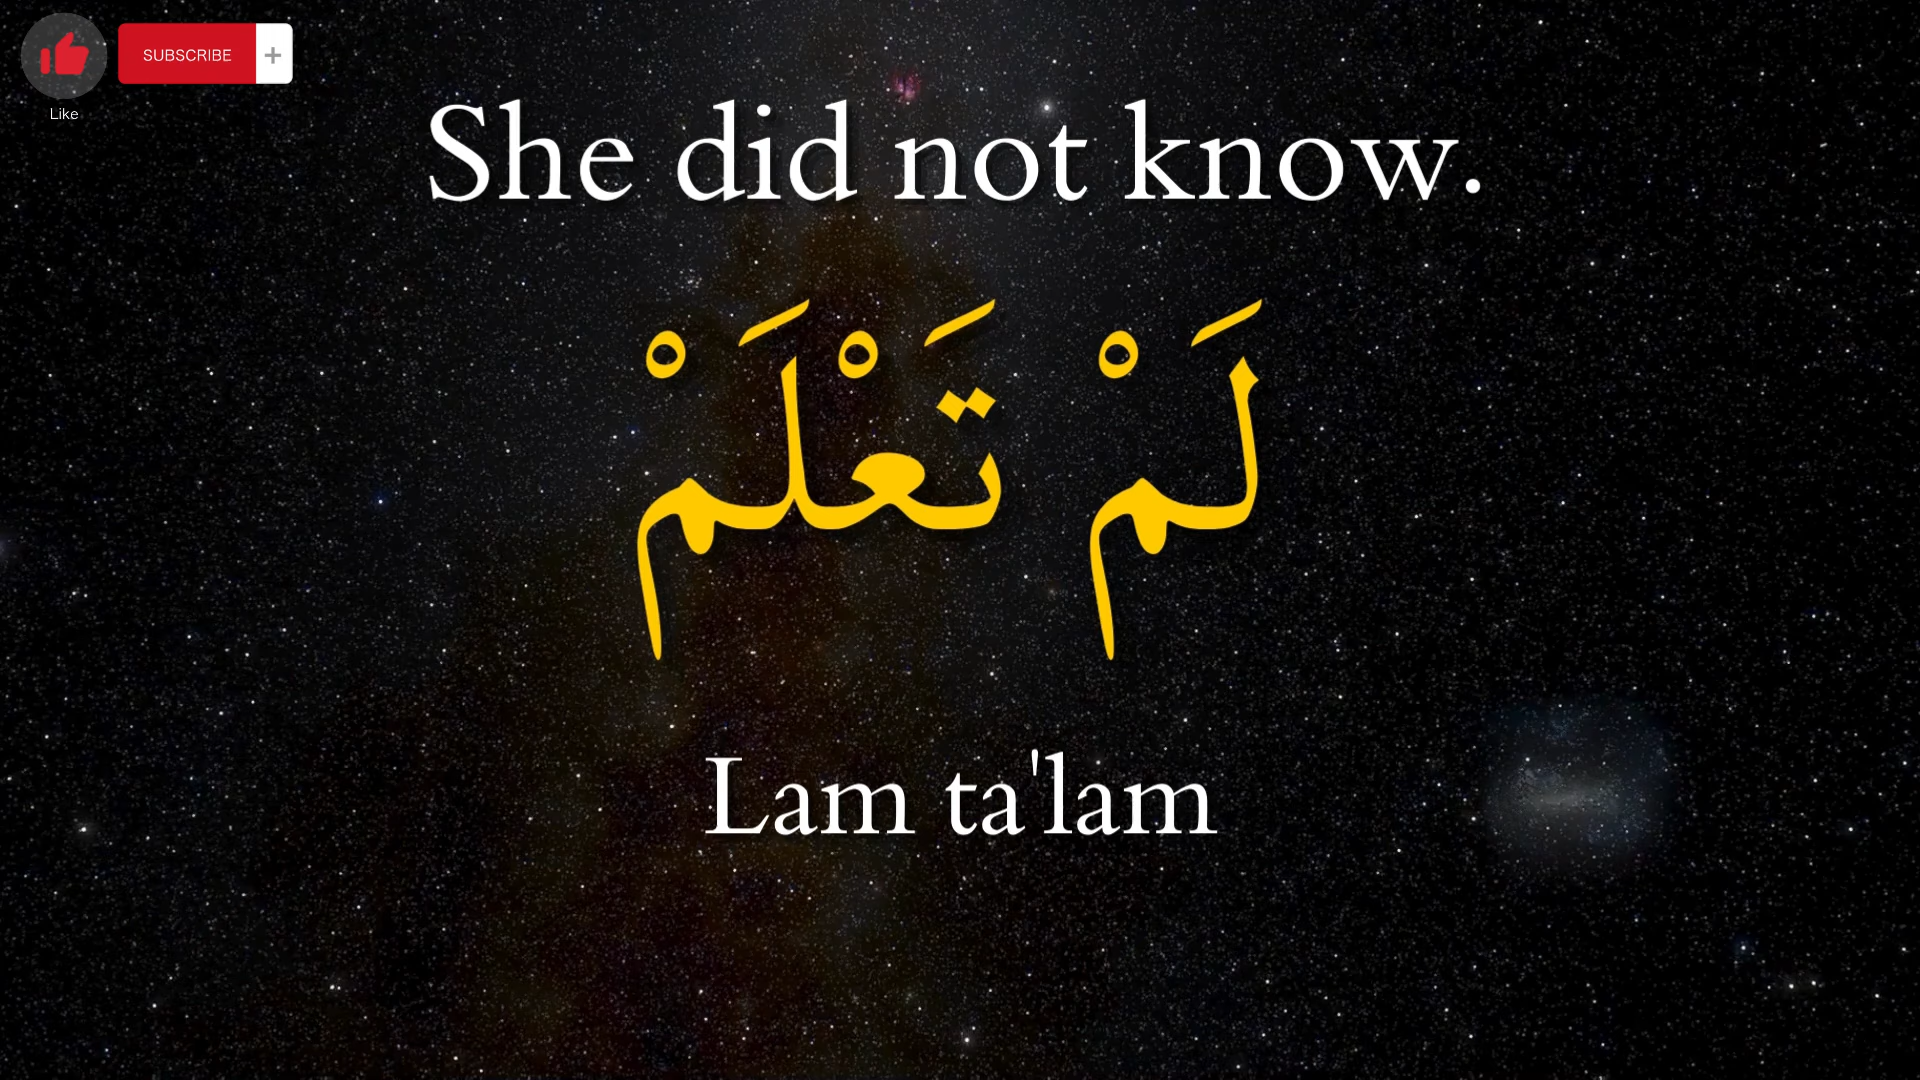 SUBSCRIBE +
Like
She did not know.
لَمْ تَعْلَمْ
Lam ta'lam